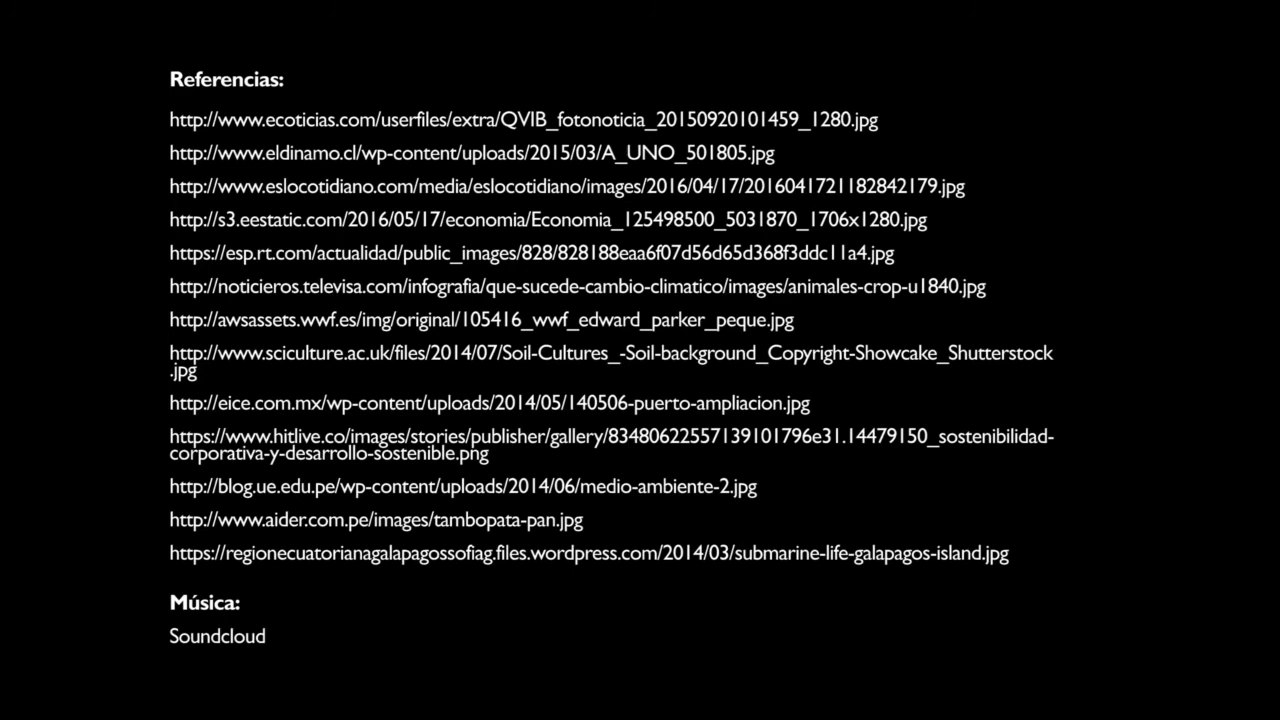 Referencias:
http://www.ecoticias.com/userfiles/extra/QVIB_fotonoticia_20150920101459_1280.jpg
http://www.eldinamo.cl/wp-content/uploads/2015/03/A_UNO_501805.jpg
http://www.eslocotidiano.com/media/eslocotidiano/images/2016/04/17/2016041721182842179.jpg
http://s3.eestatic.com/2016/05/17/economia/Economia_125498500_5031870_1706x1280.jpg
https://esp.rt.com/actualidad/public_images/828/828188eaa6f07d56d65d368f3ddc11a4.jpg
http://noticieros.televisa.com/infografia/que-sucede-cambio-climatico/images/animales-crop-u1840.jpg
http://awsassets.wwf.es/img/original/105416_wwf_edward_parker_peque.jpg
http://www.sciculture.ac.uk/files/2014/07/Soil-Cultures_-Soil-background_Copyright-Showcake_Shutterstock
.jpg
http://eice.com.mx/wp-content/uploads/2014/05/140506-puerto-ampliacion.jpg
https://www.hitlive.co/images/stories/publisher/gallery/83480622557139101796e31.14479150_sostenibilidad-
corporativa-y-desarrollo-sostenible.png
http://blog.ue.edu.pe/wp-content/uploads/2014/06/medio-ambiente-2.jpg
http://www.aider.com.pe/images/tambopata-pan.jpg
https://regionecuatorianagalapagossofiag.files.wordpress.com/2014/03/submarine-life-galapagos-island.jpg
Música:
Soundcloud